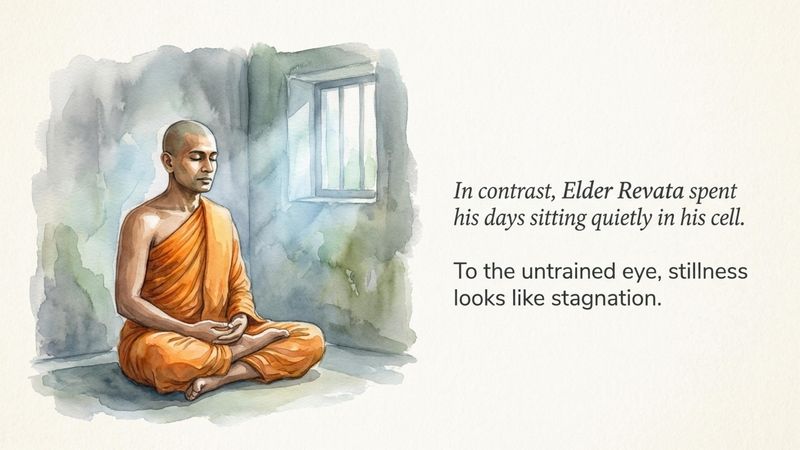 In contrast, Elder Revata spent
his days sitting quietly in his cell.
To the untrained eye, stillness
looks like stagnation.